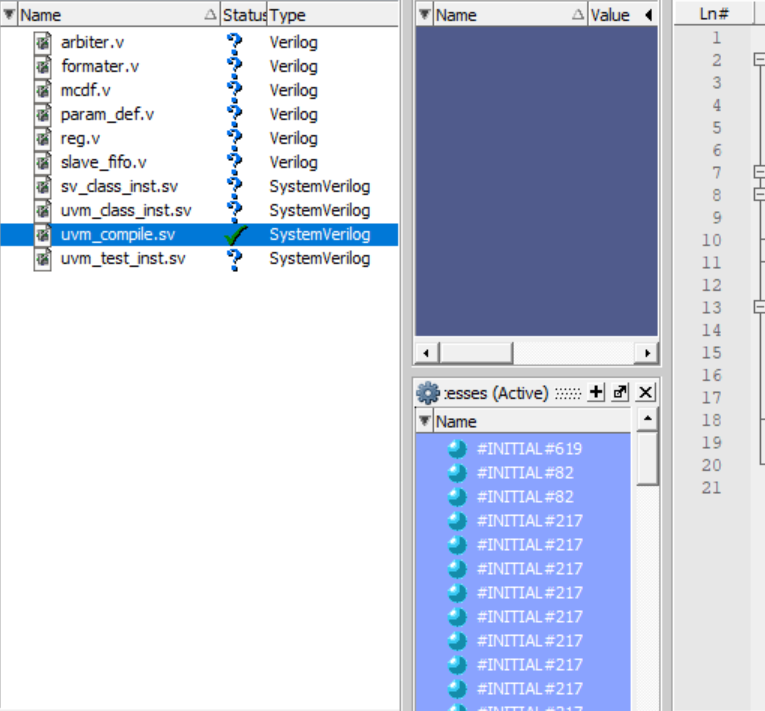 Name Status Type
arbiter.v Verilog
formater.v Verilog
mcdf.v Verilog
param_def.v Verilog
reg.v Verilog
slave_fifo.v Verilog
sv_class_inst.sv SystemVerilog
uvm_class_inst.sv SystemVerilog
uvm_compile.sv SystemVerilog
uvm_test_inst.sv SystemVerilog
Name Value
:esses (Active)
Name
#INITIAL#619
#INITIAL#82
#INITIAL#82
#INITIAL#217
#INITIAL#217
#INITIAL#217
#INITIAL#217
#INITIAL#217
#INITIAL#217
#INITIAL#217
#INITIAL#217
#INITIAL#217
Ln#
1
2
3
4
5
6
7
8
9
10
11
12
13
14
15
16
17
18
19
20
21